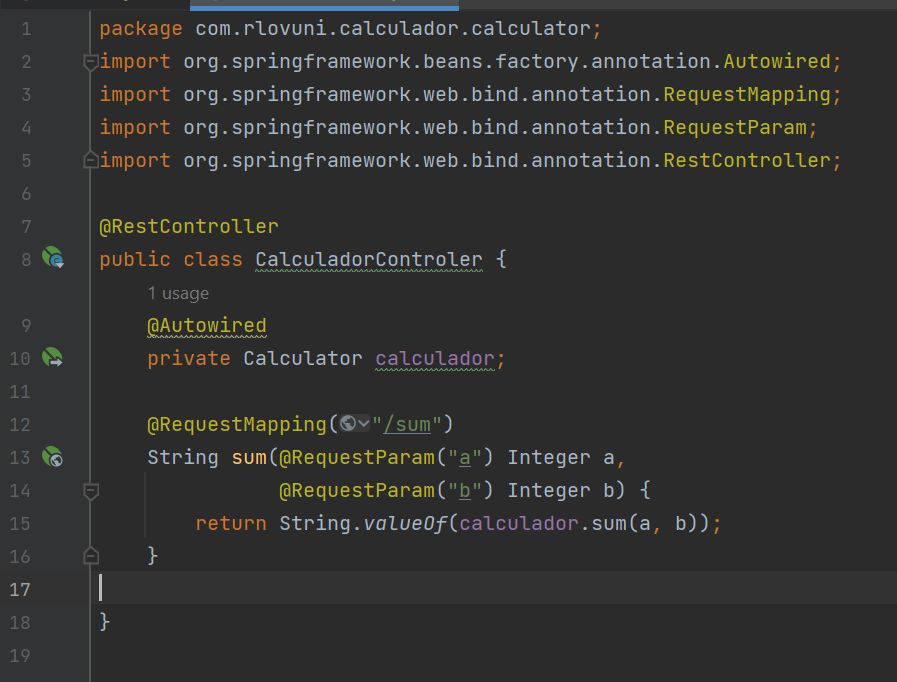 1 package com.rlovuni.calculador.calculator;
2 import org.springframework.beans.factory.annotation.Autowired;
3 import org.springframework.web.bind.annotation.RequestMapping;
4 import org.springframework.web.bind.annotation.RequestParam;
5 import org.springframework.web.bind.annotation.RestController;
6
7 @RestController
8 public class CalculadorControler {
1 usage
9 @Autowired
10 private Calculator calculador;
11
12 @RequestMapping("/sum")
13 String sum(@RequestParam("a") Integer a,
14 @RequestParam("b") Integer b) {
15 return String.valueOf(calculador.sum(a, b));
16 }
17
18 }
19